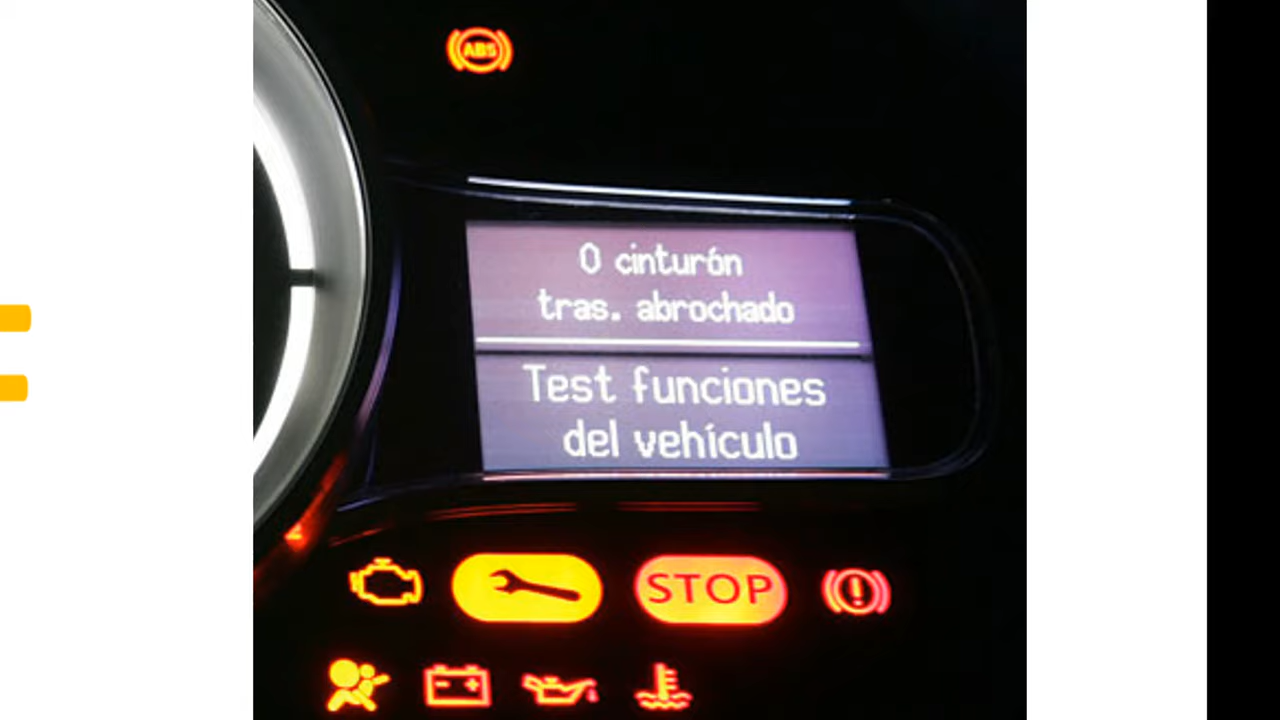 ABS
0 cinturón
tras. abrochado
Test funciones
del vehículo
STOP